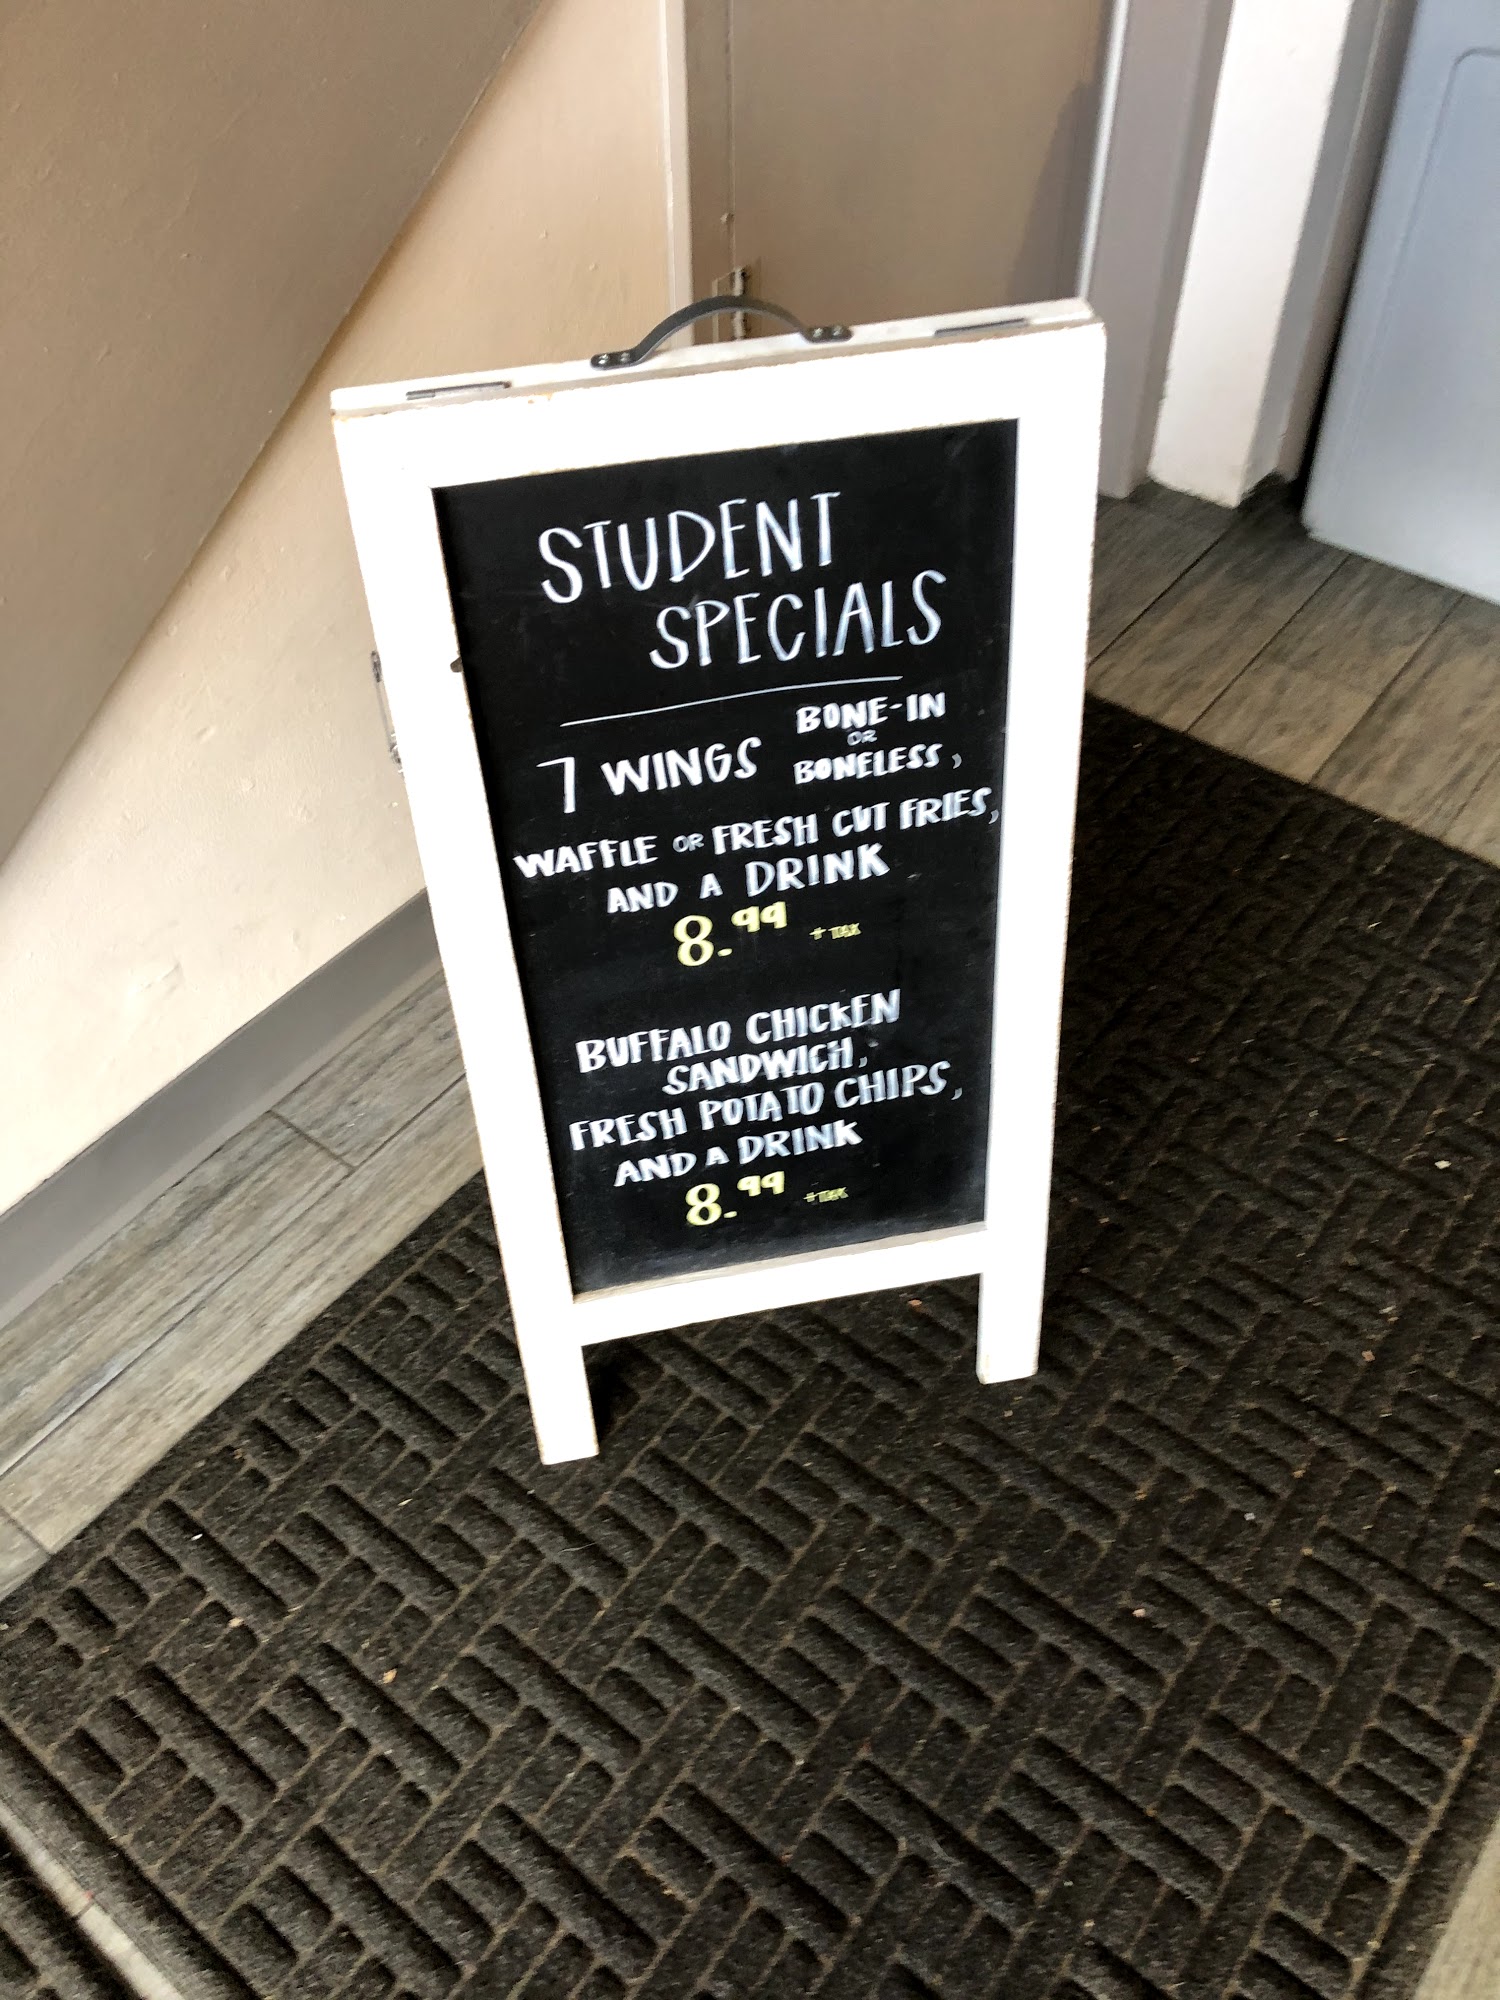 STUDENT
SPECIALS
7 WINGS BONE-IN OR BONELESS,
WAFFLE OR FRESH CUT FRIES,
AND A DRINK
8.99 + TAX
BUFFALO CHICKEN
SANDWICH,
FRESH POTATO CHIPS,
AND A DRINK
8.99 + TAX